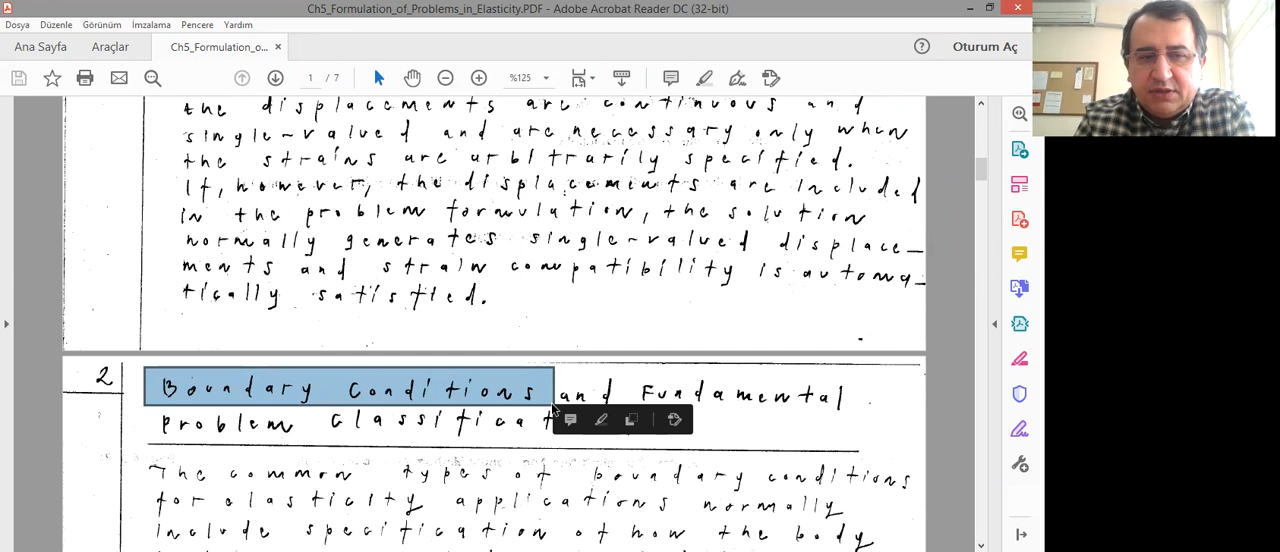 Ch5_Formulation_of_Problems_in_Elasticity.PDF - Adobe Acrobat Reader DC (32-bit)
Dosya Düzenle Görünüm İmzalama Pencere Yardım
Ana Sayfa Araçlar Ch5_Formulation_o... × Oturum Aç
1 / 7 %125
the displacements are continuous and
single-valued and are necessary only when
the strains are arbitrarily specified.
If, however, the displacements are included
in the problem formulation, the solution
normally generates single-valued displace-
ments and strain compatibility is automa-
tically satisfied.
2 Boundary Conditions and Fundamental
problem Classificat
The common types of boundary conditions
for elasticity applications normally
include specification of how the body